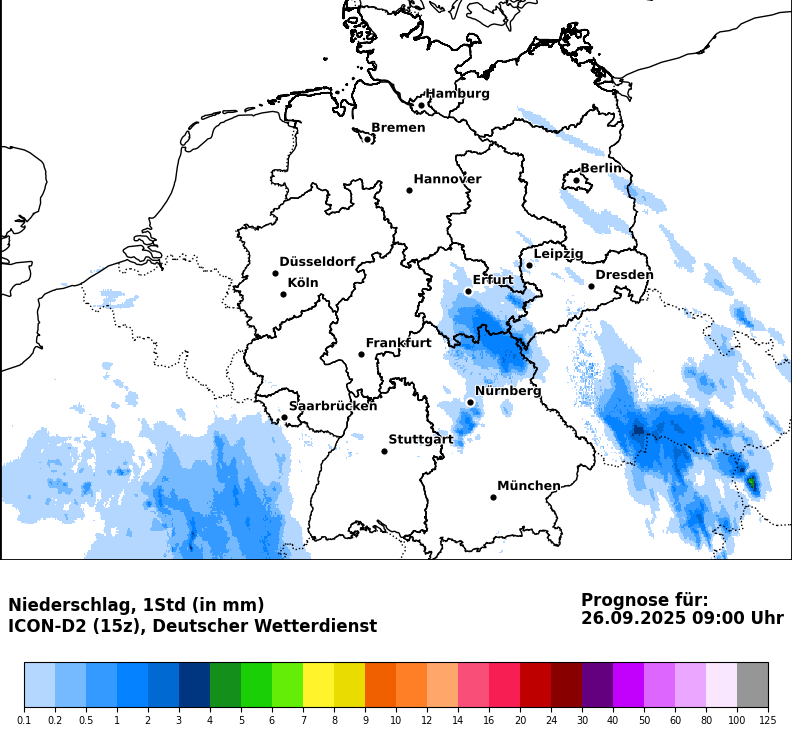 Hamburg
Bremen
Berlin
Hannover
Leipzig
Düsseldorf
Dresden
Erfurt
Köln
Frankfurt
Nürnberg
Saarbrücken
Stuttgart
München
Niederschlag, 1Std (in mm)
ICON-D2 (15z), Deutscher Wetterdienst
Prognose für:
26.09.2025 09:00 Uhr
0.1 0.2 0.5 1 2 3 4 5 6 7 8 9 10 12 14 16 20 24 30 40 50 60 80 100 125